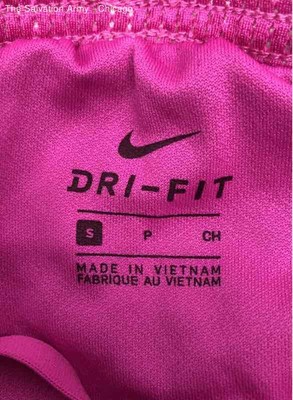 The Salvation Army - Chicago
DRI-FIT
S P CH
MADE IN VIETNAM
FABRIQUE AU VIETNAM